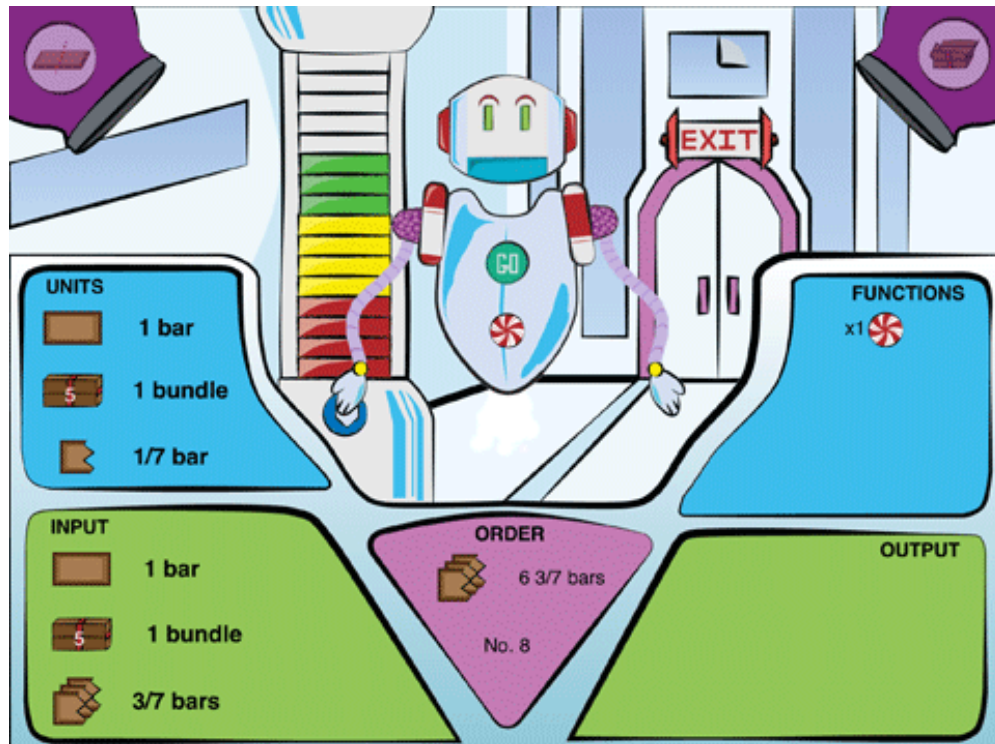 EXIT
GO
UNITS
1 bar
5
1 bundle
1/7 bar
FUNCTIONS
x1
INPUT
1 bar
5
1 bundle
3/7 bars
ORDER
6 3/7 bars
No. 8
OUTPUT